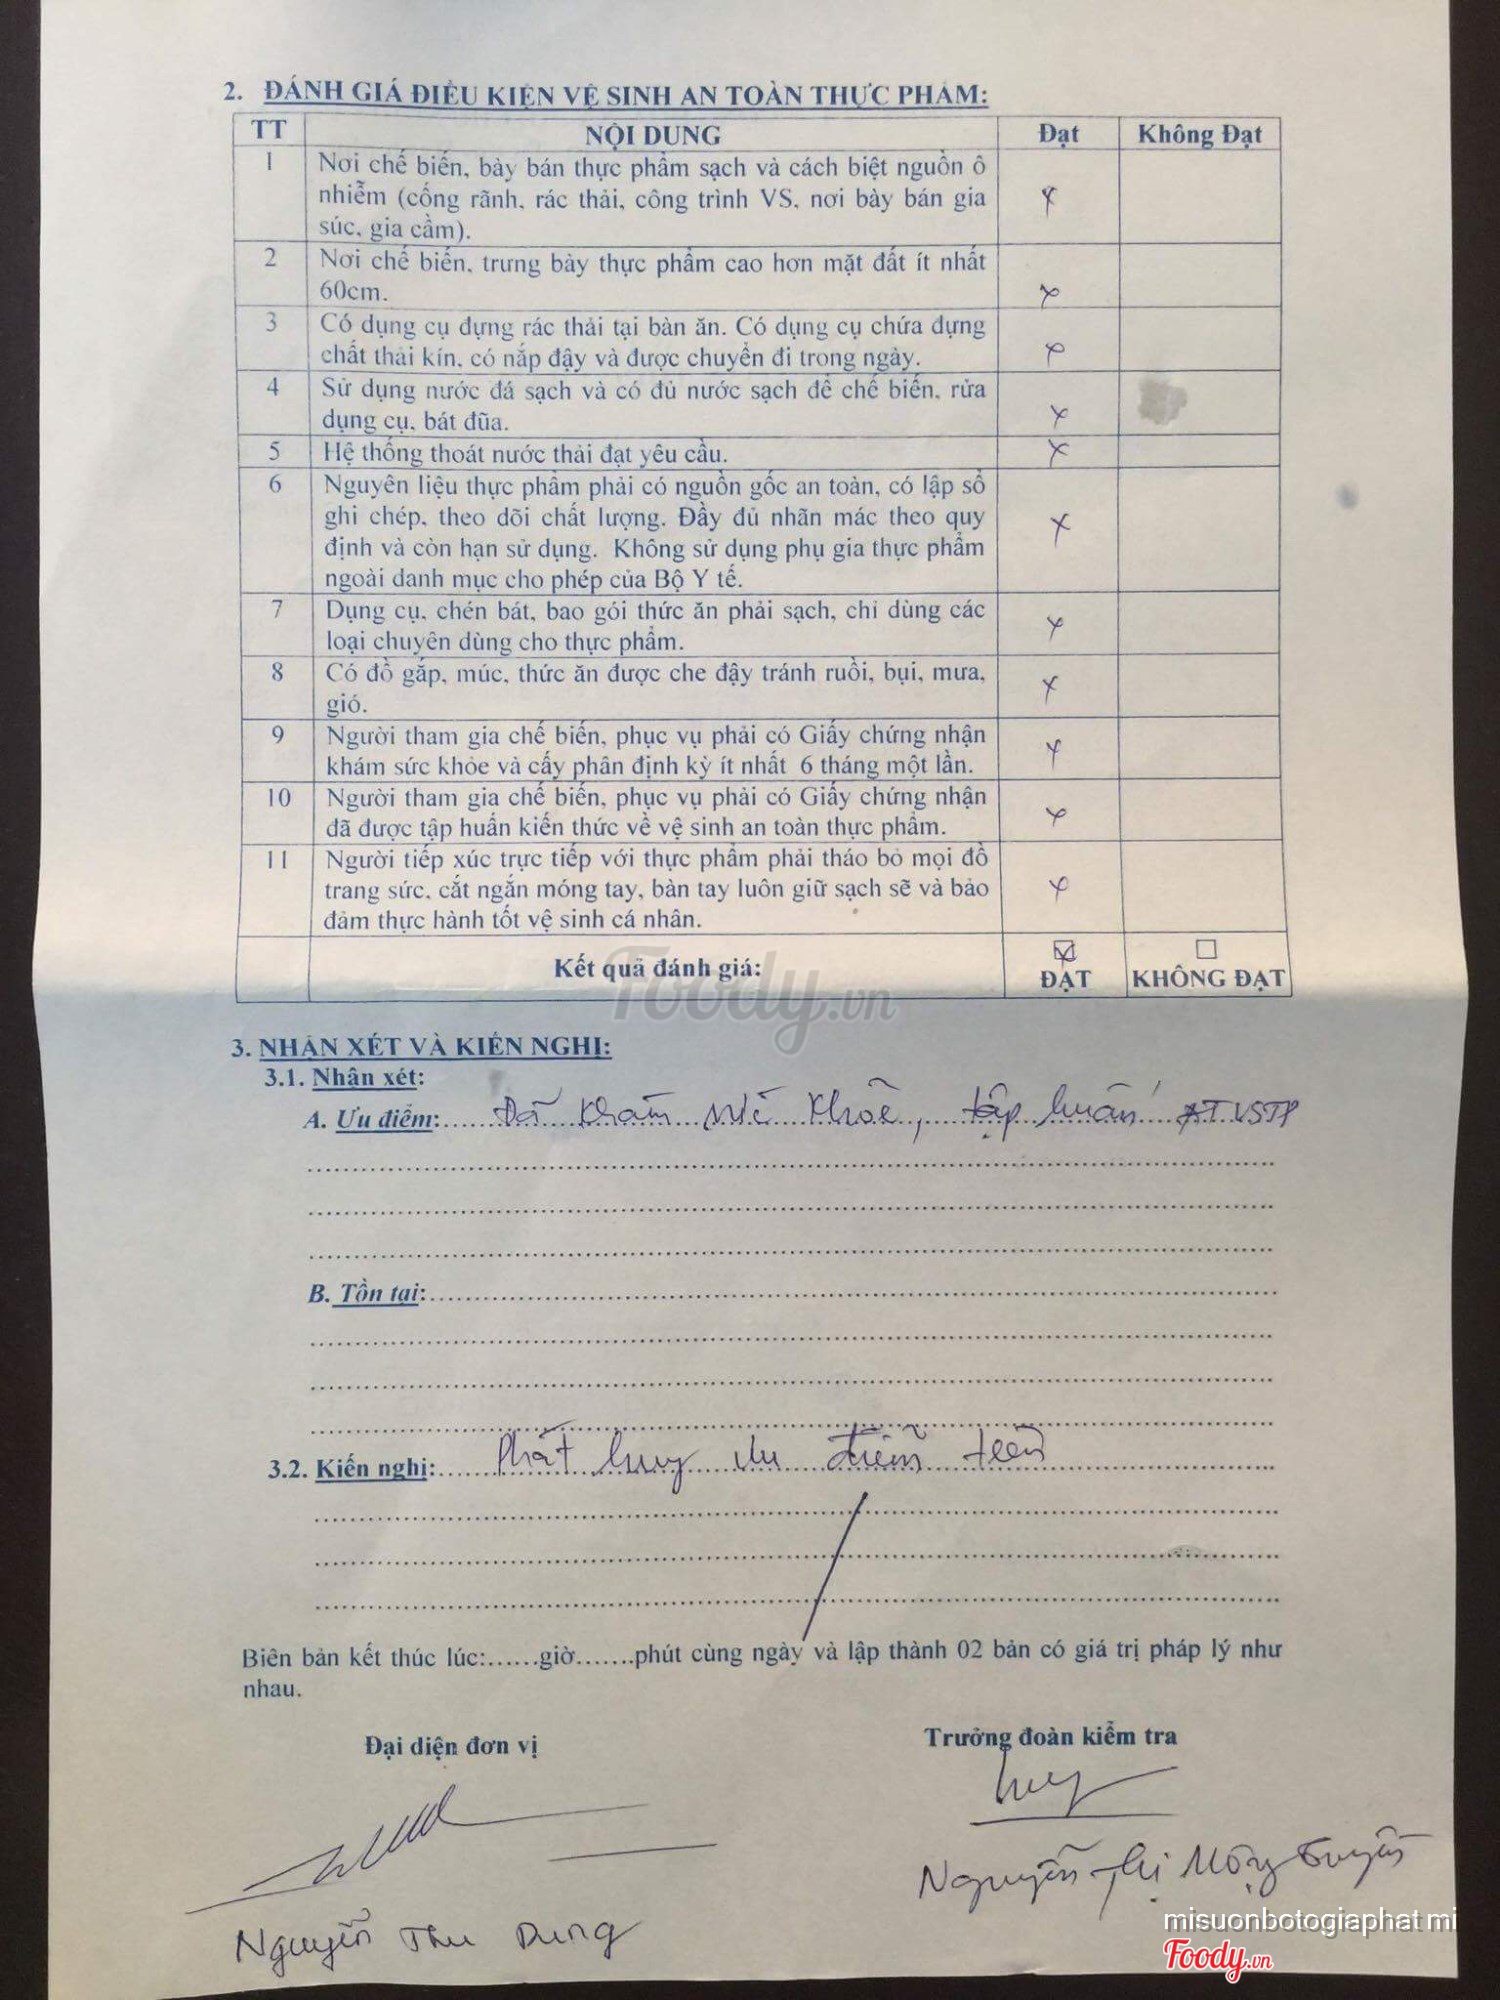 2. ĐÁNH GIÁ ĐIỀU KIỆN VỆ SINH AN TOÀN THỰC PHẨM:
TT NỘI DUNG Đạt Không Đạt
1 Nơi chế biến, bày bán thực phẩm sạch và cách biệt nguồn ô
nhiễm (cống rãnh, rác thải, công trình VS, nơi bày bán gia
súc, gia cầm).
2 Nơi chế biến, trưng bày thực phẩm cao hơn mặt đất ít nhất
60cm.
3 Có dụng cụ đựng rác thải tại bàn ăn. Có dụng cụ chứa đựng
chất thải kín, có nắp đậy và được chuyển đi trong ngày.
4 Sử dụng nước đá sạch và có đủ nước sạch để chế biến, rửa
dụng cụ, bát đũa.
5 Hệ thống thoát nước thải đạt yêu cầu.
6 Nguyên liệu thực phẩm phải có nguồn gốc an toàn, có lập sổ
ghi chép, theo dõi chất lượng. Đầy đủ nhãn mác theo quy
định và còn hạn sử dụng. Không sử dụng phụ gia thực phẩm
ngoài danh mục cho phép của Bộ Y tế.
7 Dụng cụ, chén bát, bao gói thức ăn phải sạch, chỉ dùng các
loại chuyên dùng cho thực phẩm.
8 Có đồ gắp, múc, thức ăn được che đậy tránh ruồi, bụi, mưa,
gió.
9 Người tham gia chế biến, phục vụ phải có Giấy chứng nhận
khám sức khỏe và cấy phân định kỳ ít nhất 6 tháng một lần.
10 Người tham gia chế biến, phục vụ phải có Giấy chứng nhận
đã được tập huấn kiến thức về vệ sinh an toàn thực phẩm.
11 Người tiếp xúc trực tiếp với thực phẩm phải tháo bỏ mọi đồ
trang sức, cắt ngắn móng tay, bàn tay luôn giữ sạch sẽ và bảo
đảm thực hành tốt vệ sinh cá nhân.
Kết quả đánh giá: ĐẠT KHÔNG ĐẠT
Foody.vn
3. NHẬN XÉT VÀ KIẾN NGHỊ:
3.1. Nhận xét:
A. Ưu điểm: Đã khám sức khỏe, tập huấn ATVSTP
B. Tồn tại:
3.2. Kiến nghị: Phát huy ưu điểm trên
Biên bản kết thúc lúc:......giờ.......phút cùng ngày và lập thành 02 bản có giá trị pháp lý như
nhau.
Đại diện đơn vị Trưởng đoàn kiểm tra
Nguyễn Thị Mộng Tuyền
Nguyễn Thu Dung
misuonbotogiaphat mi
Foody.vn